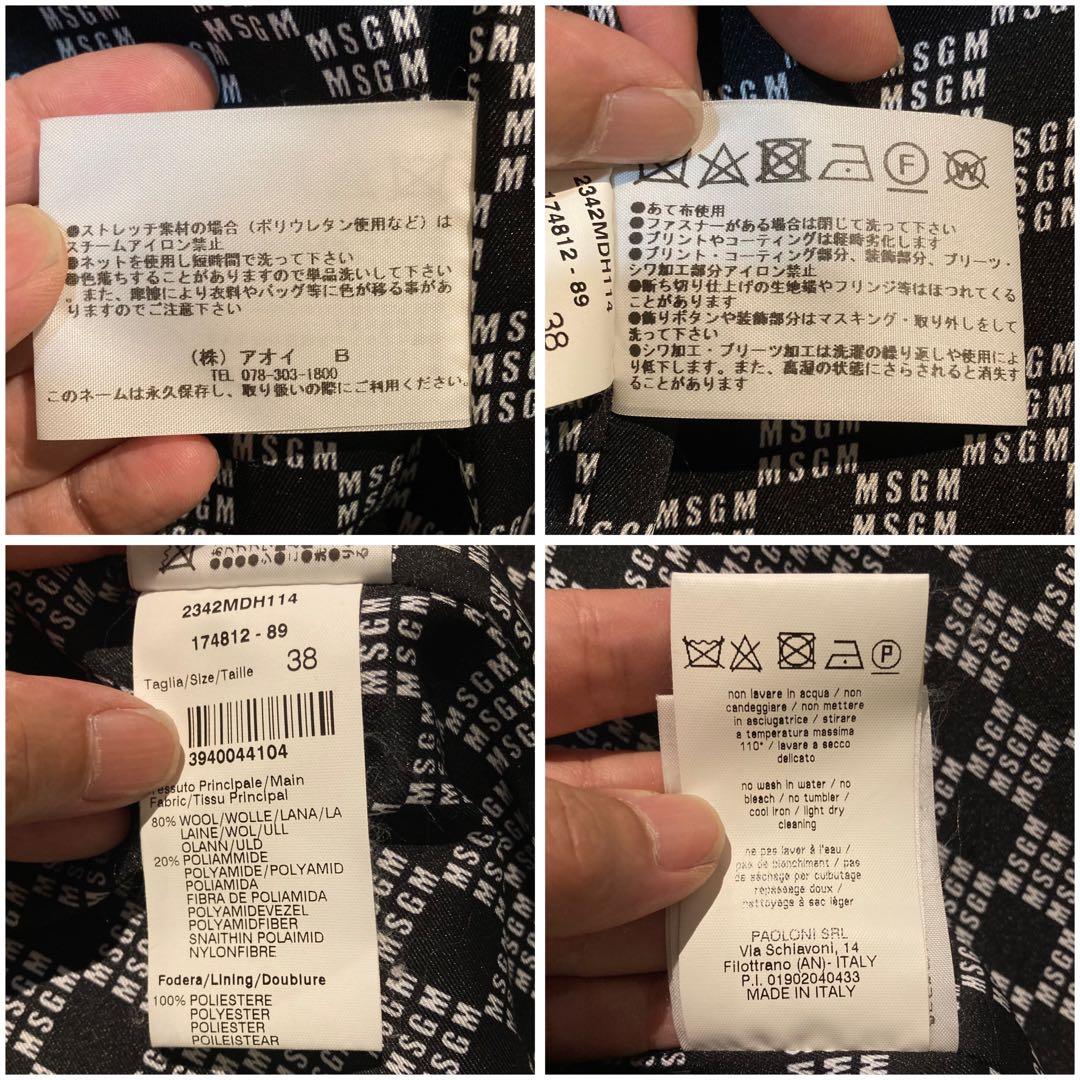 ●ストレッチ素材の場合（ポリウレタン使用など）は
スチームアイロン禁止
●ネットを使用し短時間で洗って下さい
●色落ちすることがありますので単品洗いして下さい
。また、摩擦により衣料やバッグ等に色が移る事があ
りますのでご注意下さい
（株）アオイ B
TEL 078-303-1800
このネームは永久保存し、取り扱いの際にご利用ください。
MSGM
MSGM
F
W
●あて布使用
●ファスナーがある場合は閉じて洗って下さい
●プリントやコーティングは経時劣化します
●プリント・コーティング部分、装飾部分、プリーツ・
シワ加工部分アイロン禁止
●断ち切り仕上げの生地端やフリンジ等はほつれてくる
ことがあります
●飾りボタンや装飾部分はマスキング・取り外しをして
洗って下さい
●シワ加工・プリーツ加工は洗濯の繰り返しや使用によ
り低下します。また、高湿の状態にさらされると消失す
ることがあります
2342MDH114
174812-89
38
MSGM
MSGM
2342MDH114
174812-89
Taglia/Size/Taille 38
3940044104
Tessuto Principale/Main
Fabric/Tissu Principal
80% WOOL/WOLLE/LANA/LA
LAINE/WOL/ULL
OLANN/ULD
20% POLIAMMIDE
POLYAMIDE/POLYAMID
POLIAMIDA
FIBRA DE POLIAMIDA
POLYAMIDEVEZEL
POLYAMIDFIBER
SNAITHIN POLAIMID
NYLONFIBRE
Fodera/Lining/Doublure
100% POLIESTERE
POLYESTER
POLIESTER
POILEISTEAR
MSGM
MSGM
P
non lavare in acqua / non
candeggiare / non mettere
in asciugatrice / stirare
a temperatura massima
110° / lavare a secco
delicato
no wash in water / no
bleach / no tumbler /
cool iron / light dry
cleaning
ne pas laver à l'eau /
pas de blanchiment / pas
de séchage par culbutage
repassage doux /
nettoyage à sec léger
PAOLONI SRL
Via Schiavoni, 14
Filottrano (AN)- ITALY
P.I. 01902040433
MADE IN ITALY
MSGM
MSGM